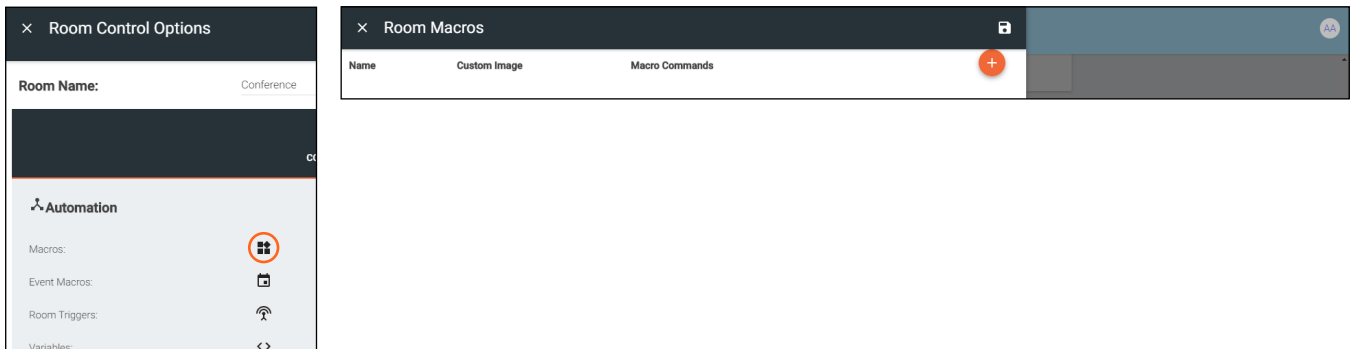 Room Control Options
Room Name: Conference
Automation
Macros:
Event Macros:
Room Triggers:
Variables:
Room Macros
AA
Name Custom Image Macro Commands